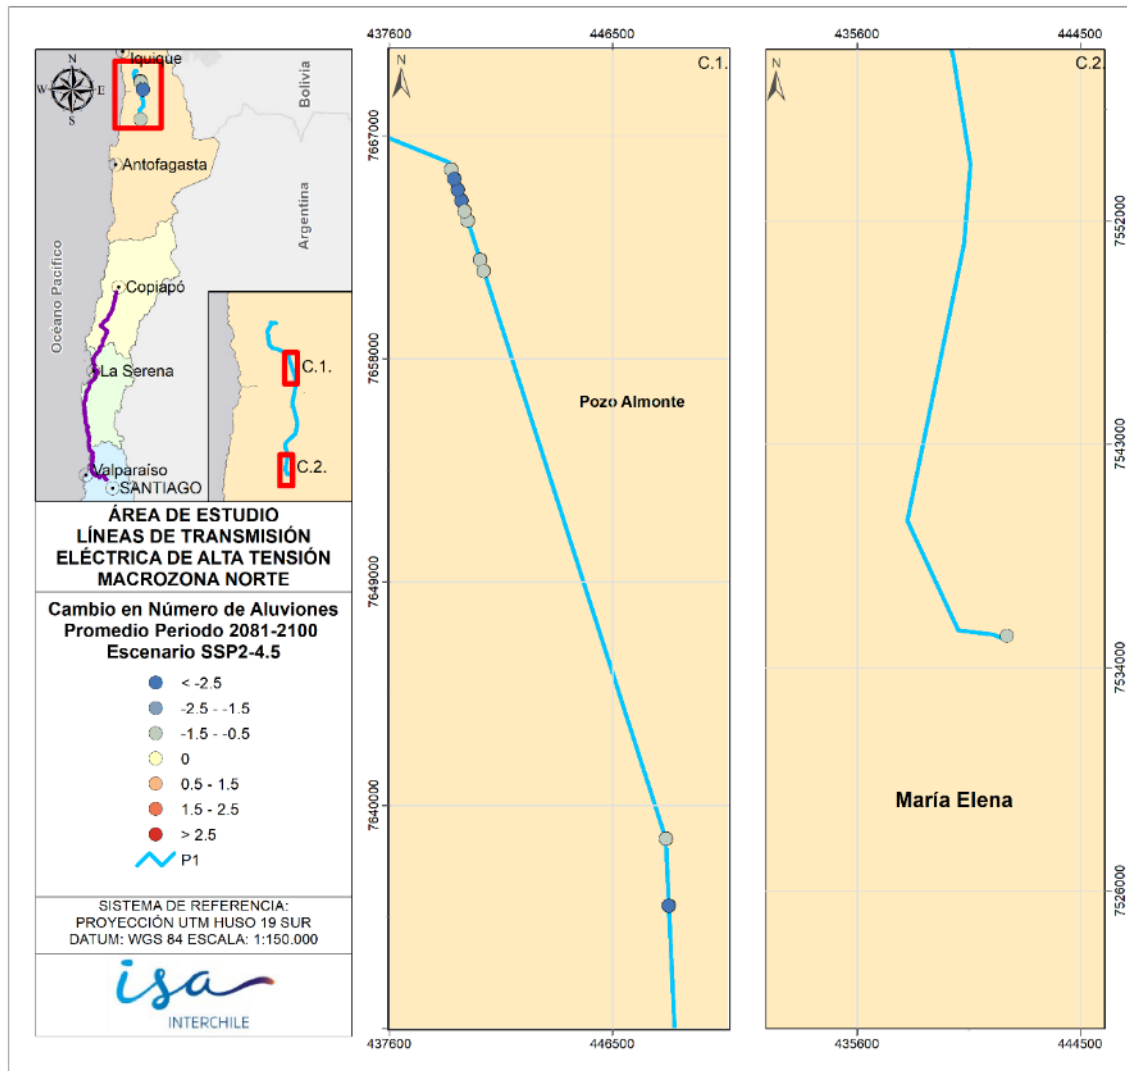 Iquique
N
W
E
S
Bolivia
Antofagasta
Argentina
Océano Pacífico
Copiapó
La Serena
C.1.
C.2.
Valparaíso
SANTIAGO
ÁREA DE ESTUDIO
LÍNEAS DE TRANSMISIÓN
ELÉCTRICA DE ALTA TENSIÓN
MACROZONA NORTE
Cambio en Número de Aluviones
Promedio Periodo 2081-2100
Escenario SSP2-4.5
< -2.5
-2.5 - -1.5
-1.5 - -0.5
0
0.5 - 1.5
1.5 - 2.5
> 2.5
P1
SISTEMA DE REFERENCIA:
PROYECCIÓN UTM HUSO 19 SUR
DATUM: WGS 84 ESCALA: 1:150.000
isa
INTERCHILE
437600
446500
N
C.1.
7667000
7658000
Pozo Almonte
7649000
7640000
437600
446500
435600
444500
N
C.2.
7552000
7543000
7534000
María Elena
7525000
435600
444500